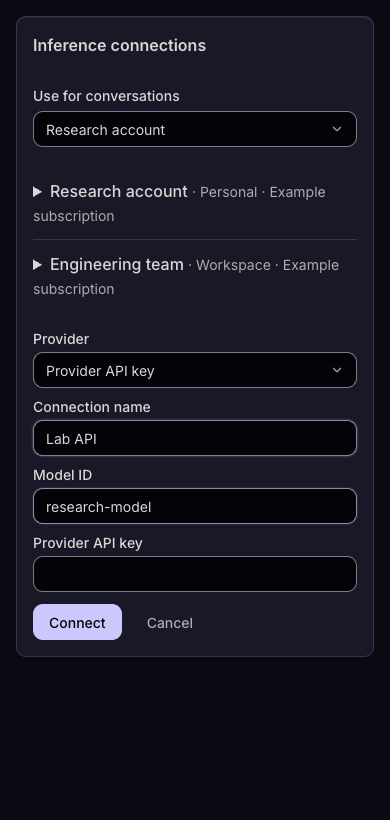 Inference connections
Use for conversations
Research account
Research account · Personal · Example
subscription
Engineering team · Workspace · Example
subscription
Provider
Provider API key
Connection name
Lab API
Model ID
research-model
Provider API key
Connect Cancel